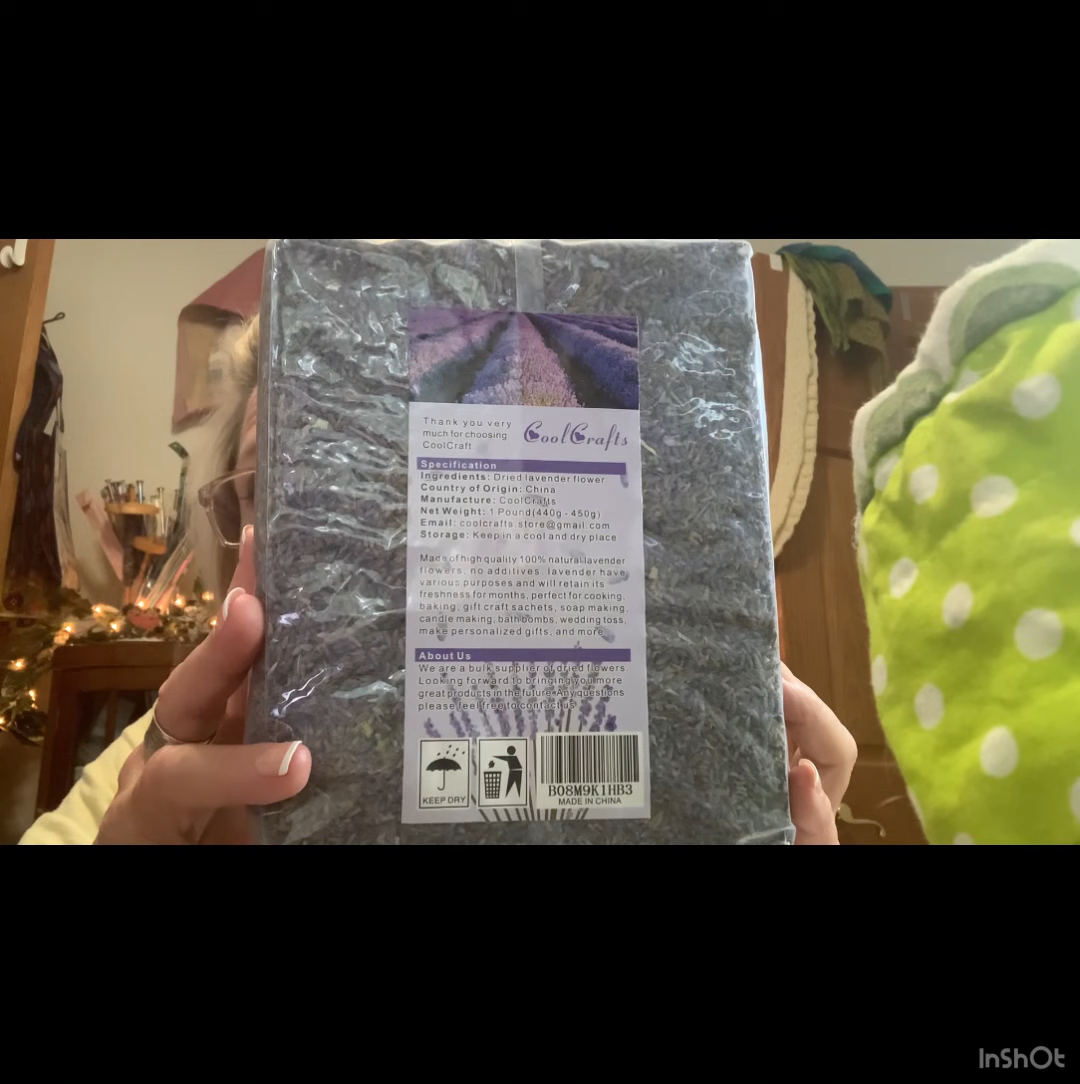 Thank you very
much for choosing
CoolCraft
CoolCrafts
Specification
Ingredients: Dried lavender flower
Country of Origin: China
Manufacture: CoolCrafts
Net Weight: 1 Pound(440g - 450g)
Email: coolcrafts.store@gmail.com
Storage: Keep in a cool and dry place
Made of high quality 100% natural lavender
flowers, no additives. lavender have
various purposes and will retain its
freshness for months, perfect for cooking,
baking, gift craft sachets, soap making,
candle making, bath bombs, wedding toss,
make personalized gifts, and more.
About Us
We are a bulk supplier of dried flowers.
Looking forward to bringing you more
great products in the future. Any questions
please feel free to contact us
KEEP DRY
B08M9K1HB3
MADE IN CHINA
InShOt